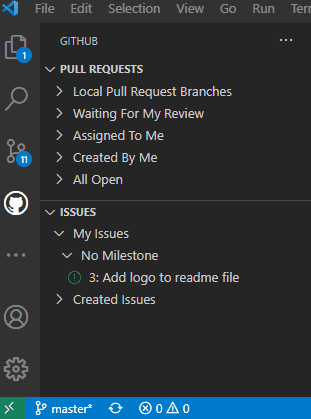 File Edit Selection View Go Run
GITHUB
1
PULL REQUESTS
Local Pull Request Branches
Waiting For My Review
Assigned To Me
11
Created By Me
All Open
ISSUES
My Issues
No Milestone
3: Add logo to readme file
Created Issues
master* 0 0